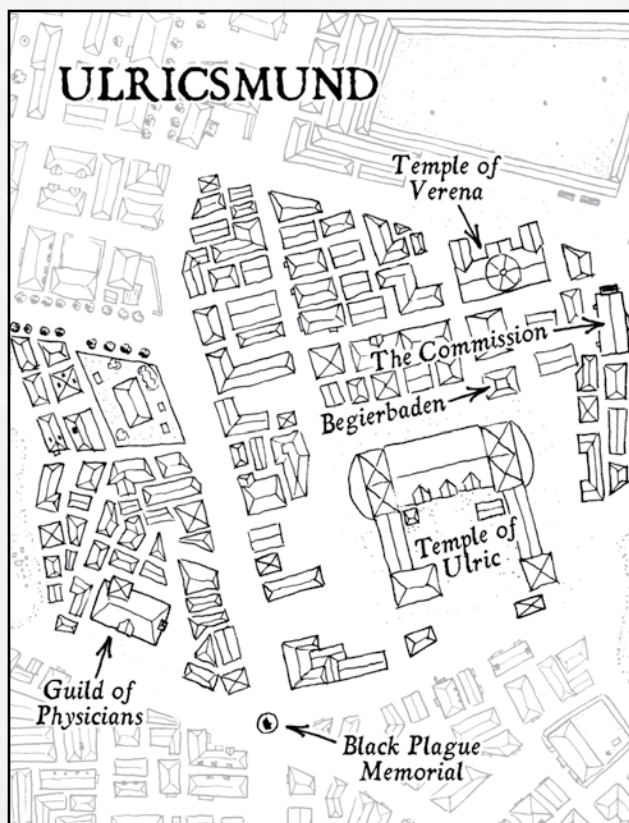 ULRICSMUND
Temple of
Verena
The Commission
Begierbaden
Temple of
Ulric
Guild of
Physicians
Black Plague
Memorial